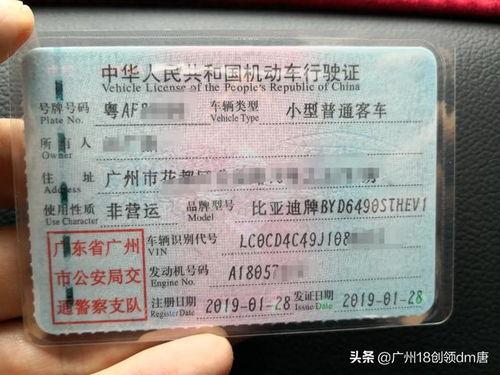 中华人民共和国机动车行驶证
Vehicle License of the People's Republic of China
号牌号码 粤AF8 车辆类型 小型普通客车
Plate No. Vehicle Type
所有人
Owner
住址 广州市花都
Address
使用性质 非营运 品牌型号 比亚迪牌BYD6490STHEV1
Use Character Model
广东省广州
市公安局交
通警察支队
车辆识别代号 LC0CD4C49J108
VIN
发动机号码 A18057
Engine No.
注册日期 2019-01-28 发证日期 2019-01-28
Register Date Issue Date
头条 @广州18创领dm唐